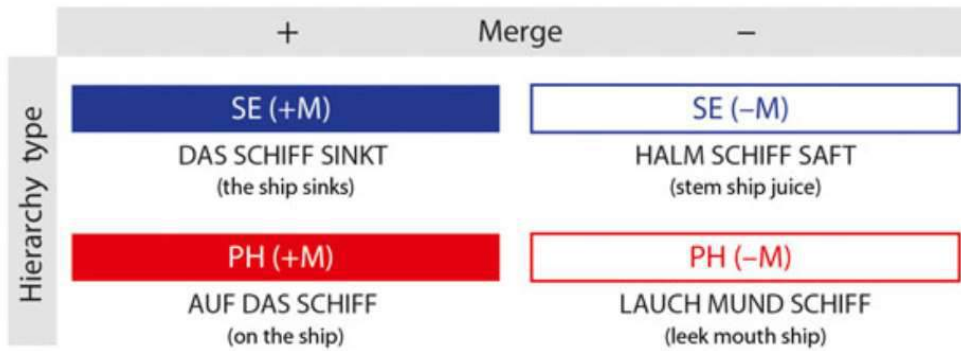 + Merge –
Hierarchy type
SE (+M) SE (–M)
DAS SCHIFF SINKT HALM SCHIFF SAFT
(the ship sinks) (stem ship juice)
PH (+M) PH (–M)
AUF DAS SCHIFF LAUCH MUND SCHIFF
(on the ship) (leek mouth ship)